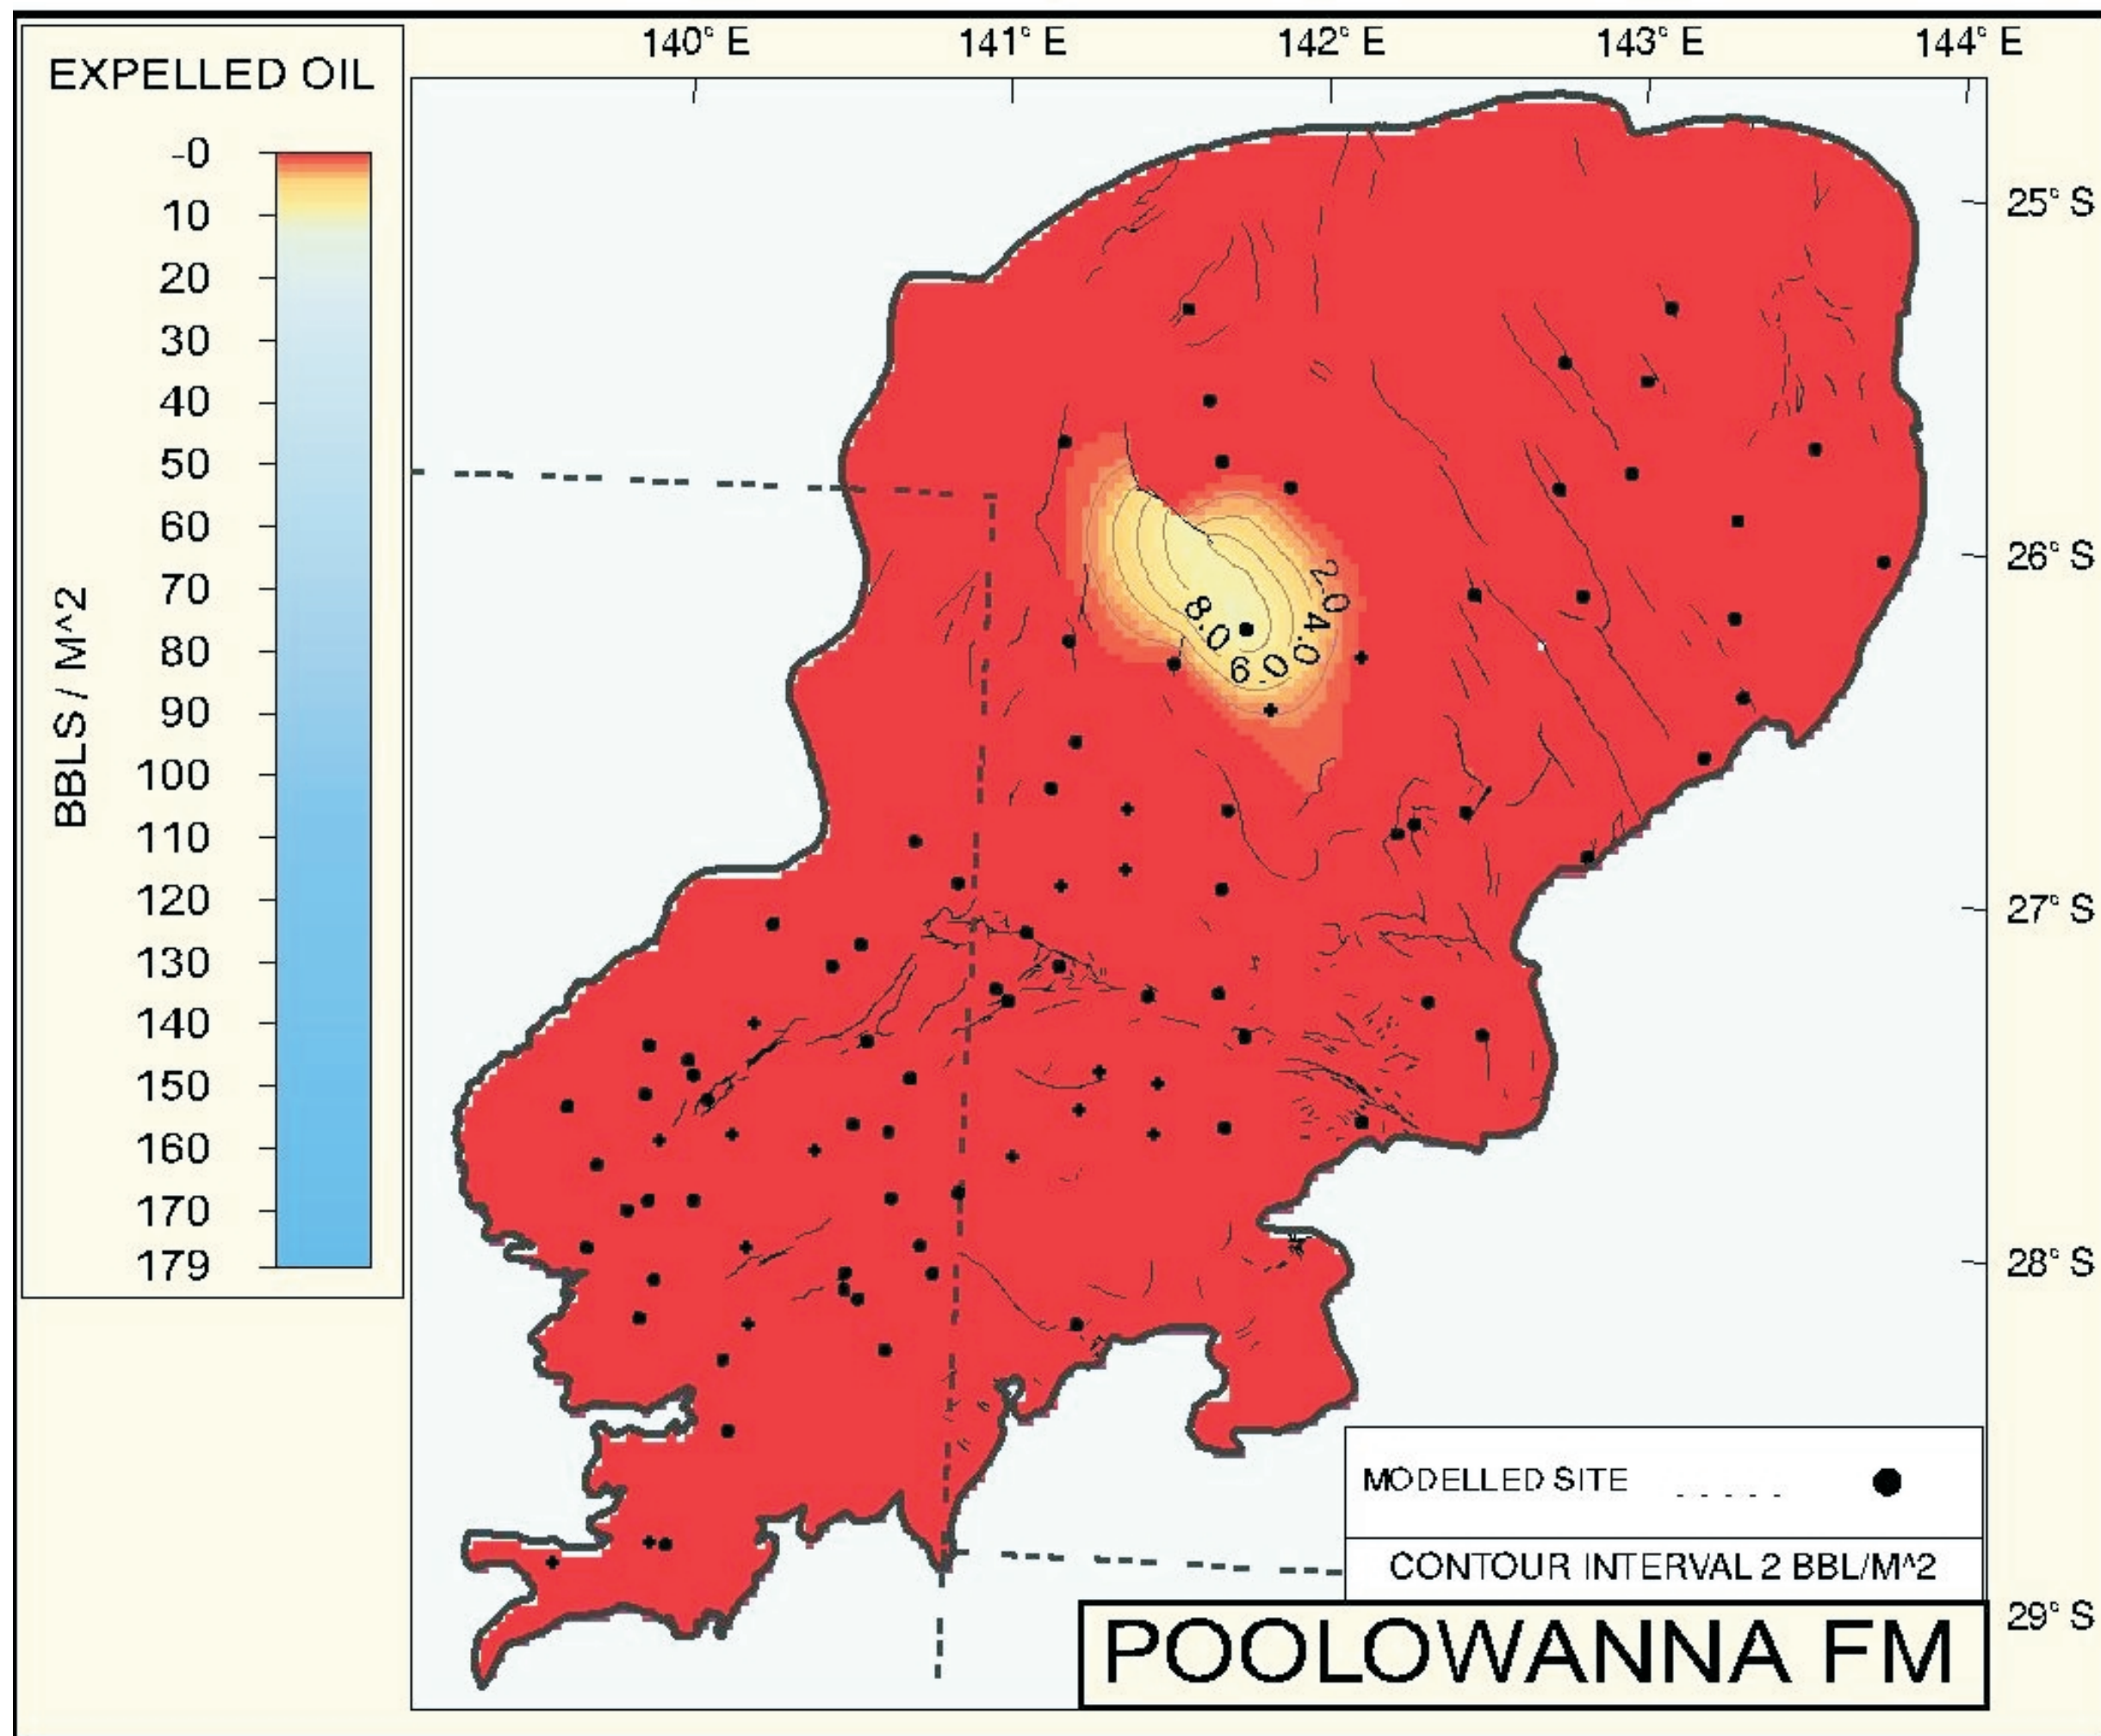 EXPELLED OIL
140° E 141° E 142° E 143° E 144° E
-0
10
20
30
40
50
60
70
80
90
100
110
120
130
140
150
160
170
179
BBLS / M^2
25° S
26° S
27° S
28° S
29° S
2.0
4.0
6.0
8.0
MODELLED SITE
CONTOUR INTERVAL 2 BBL/M^2
POOLOWANNA FM